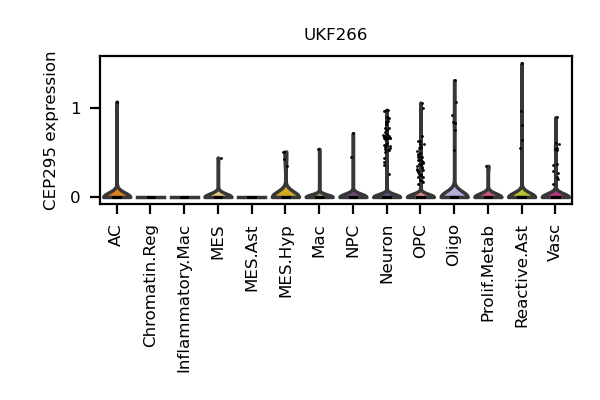 UKF266
CEP295 expression
1
0
AC
Chromatin.Reg
Inflammatory.Mac
MES
MES.Ast
MES.Hyp
Mac
NPC
Neuron
OPC
Oligo
Prolif.Metab
Reactive.Ast
Vasc